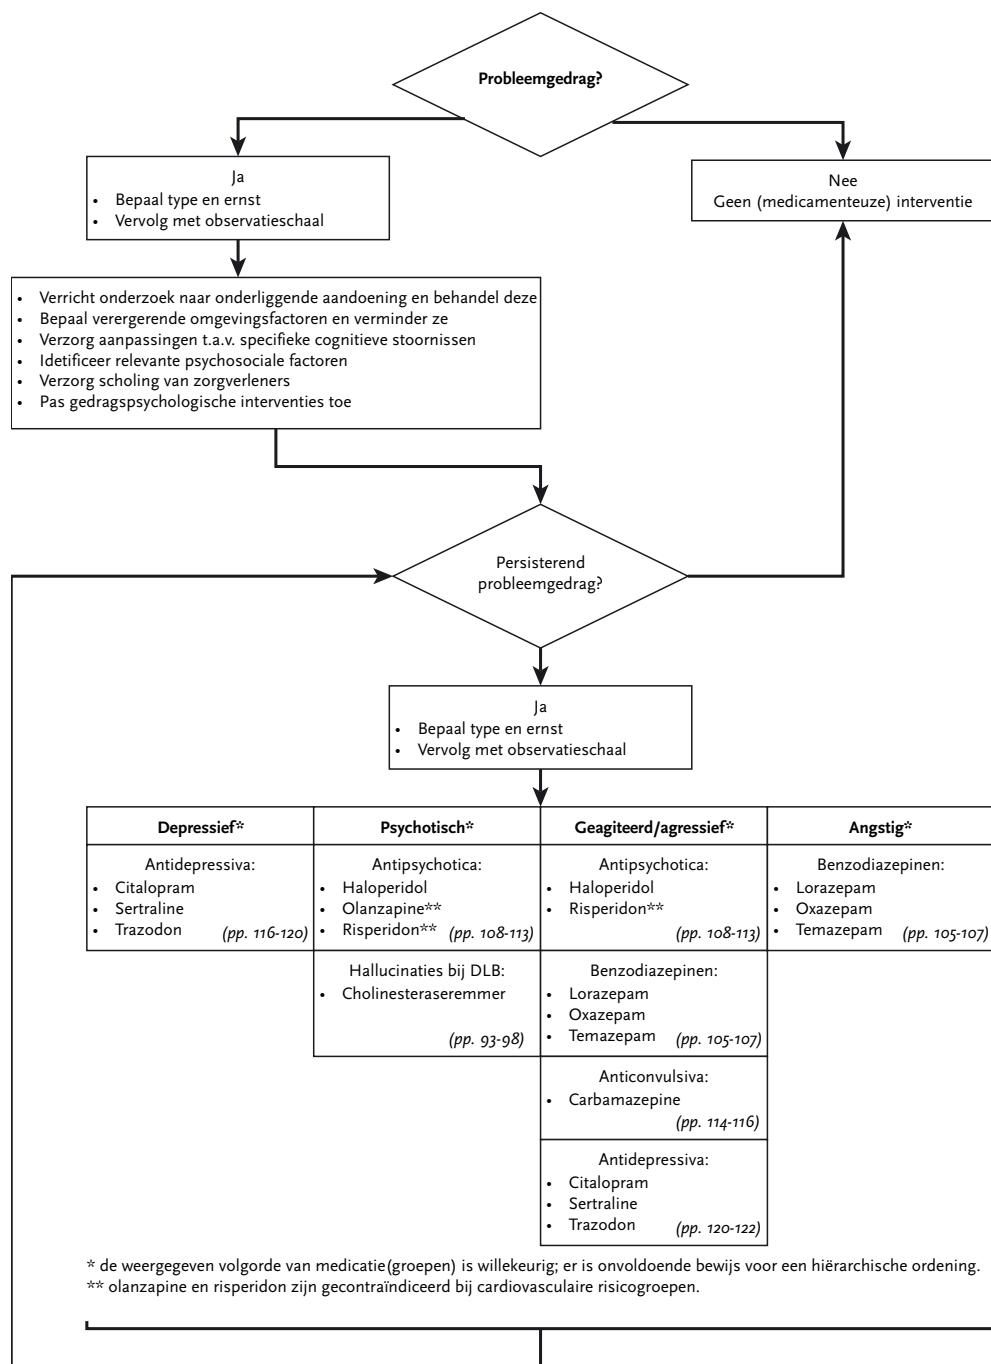 Probleemgedrag?
Ja
• Bepaal type en ernst
• Vervolg met observatieschaal
Nee
Geen (medicamenteuze) interventie
• Verricht onderzoek naar onderliggende aandoening en behandel deze
• Bepaal verergerende omgevingsfactoren en verminder ze
• Verzorg aanpassingen t.a.v. specifieke cognitieve stoornissen
• Idetificeer relevante psychosociale factoren
• Verzorg scholing van zorgverleners
• Pas gedragspsychologische interventies toe
Persisterend
probleemgedrag?
Ja
• Bepaal type en ernst
• Vervolg met observatieschaal
Depressief*
Antidepressiva:
• Citalopram
• Sertraline
• Trazodon (pp. 116-120)
Psychotisch*
Antipsychotica:
• Haloperidol
• Olanzapine**
• Risperidon** (pp. 108-113)
Hallucinaties bij DLB:
• Cholinesteraseremmer
(pp. 93-98)
Geagiteerd/agressief*
Antipsychotica:
• Haloperidol
• Risperidon**
(pp. 108-113)
Benzodiazepinen:
• Lorazepam
• Oxazepam
• Temazepam (pp. 105-107)
Anticonvulsiva:
• Carbamazepine
(pp. 114-116)
Antidepressiva:
• Citalopram
• Sertraline
• Trazodon (pp. 120-122)
Angstig*
Benzodiazepinen:
• Lorazepam
• Oxazepam
• Temazepam (pp. 105-107)
* de weergegeven volgorde van medicatie(groepen) is willekeurig; er is onvoldoende bewijs voor een hiërarchische ordening.
** olanzapine en risperidon zijn gecontraïndiceerd bij cardiovasculaire risicogroepen.